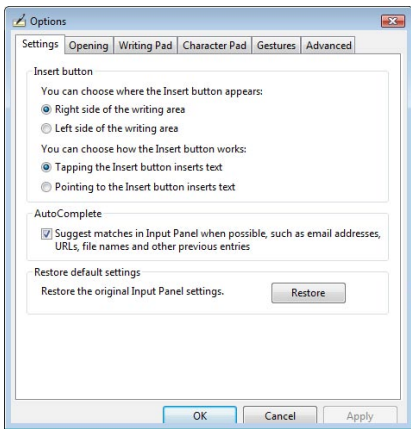 Options
Settings Opening Writing Pad Character Pad Gestures Advanced
Insert button
You can choose where the Insert button appears:
Right side of the writing area
Left side of the writing area
You can choose how the Insert button works:
Tapping the Insert button inserts text
Pointing to the Insert button inserts text
AutoComplete
Suggest matches in Input Panel when possible, such as email addresses,
URLs, file names and other previous entries
Restore default settings
Restore the original Input Panel settings. Restore
OK Cancel Apply